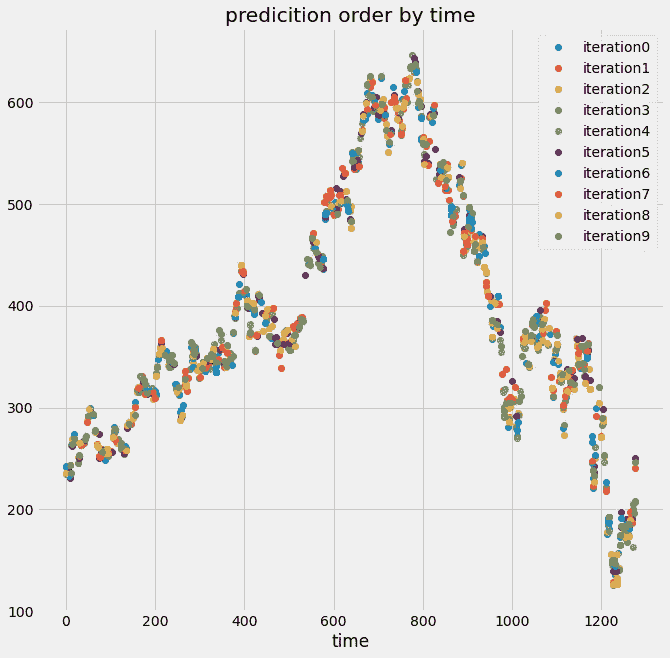 predicition order by time
iteration0
iteration1
iteration2
iteration3
iteration4
iteration5
iteration6
iteration7
iteration8
iteration9
600
500
400
300
200
100
0 200 400 600 800 1000 1200
time